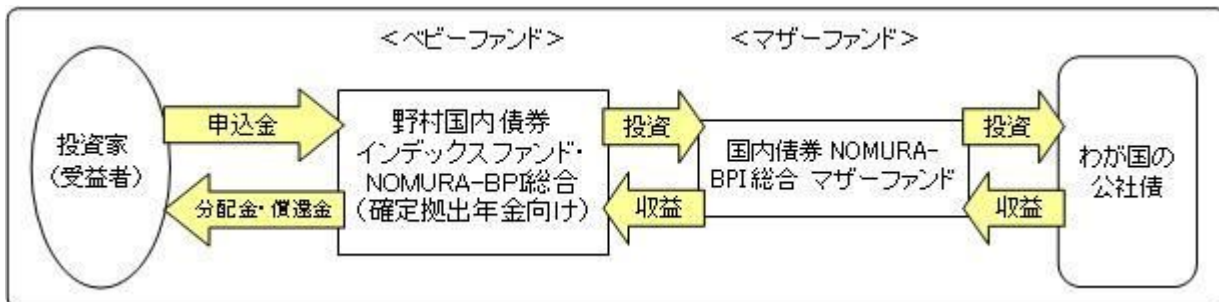 ＜ベビーファンド＞
＜マザーファンド＞
投資家
（受益者）
申込金
分配金・償還金
野村国内債券
インデックスファンド・
NOMURA-BPI総合
（確定拠出年金向け）
投資
収益
国内債券 NOMURA-
BPI総合 マザーファンド
投資
収益
わが国の
公社債